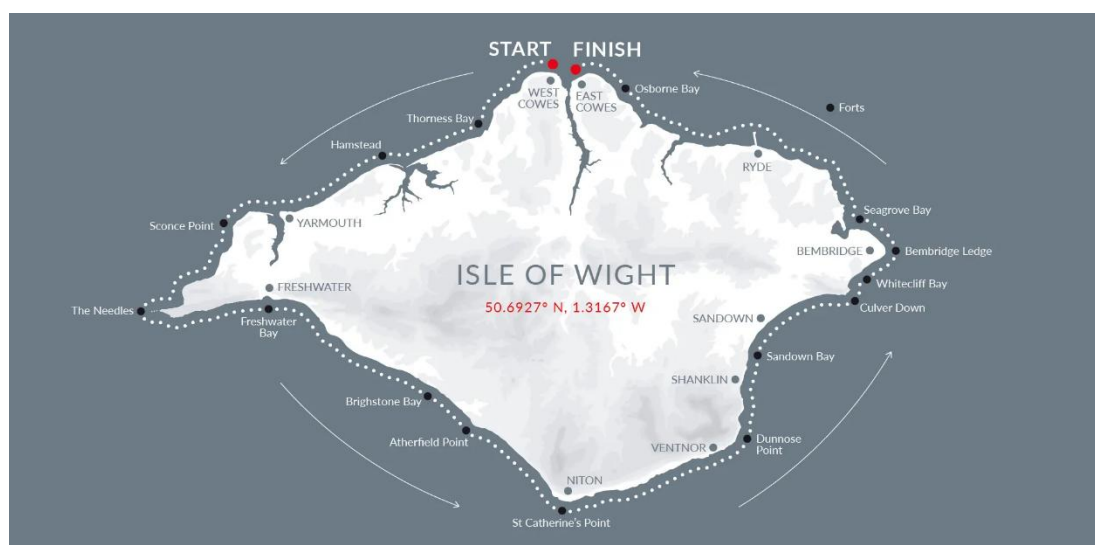 START FINISH
WEST
COWES
EAST
COWES
Osborne Bay
Forts
Thorness Bay
Hamstead
RYDE
Sconce Point
YARMOUTH
Seagrove Bay
BEMBRIDGE
Bembridge Ledge
ISLE OF WIGHT
50.6927° N, 1.3167° W
FRESHWATER
Whitecliff Bay
The Needles
Freshwater
Bay
Culver Down
SANDOWN
Sandown Bay
SHANKLIN
Brighstone Bay
Atherfield Point
Dunnose
Point
VENTNOR
NITON
St Catherine's Point